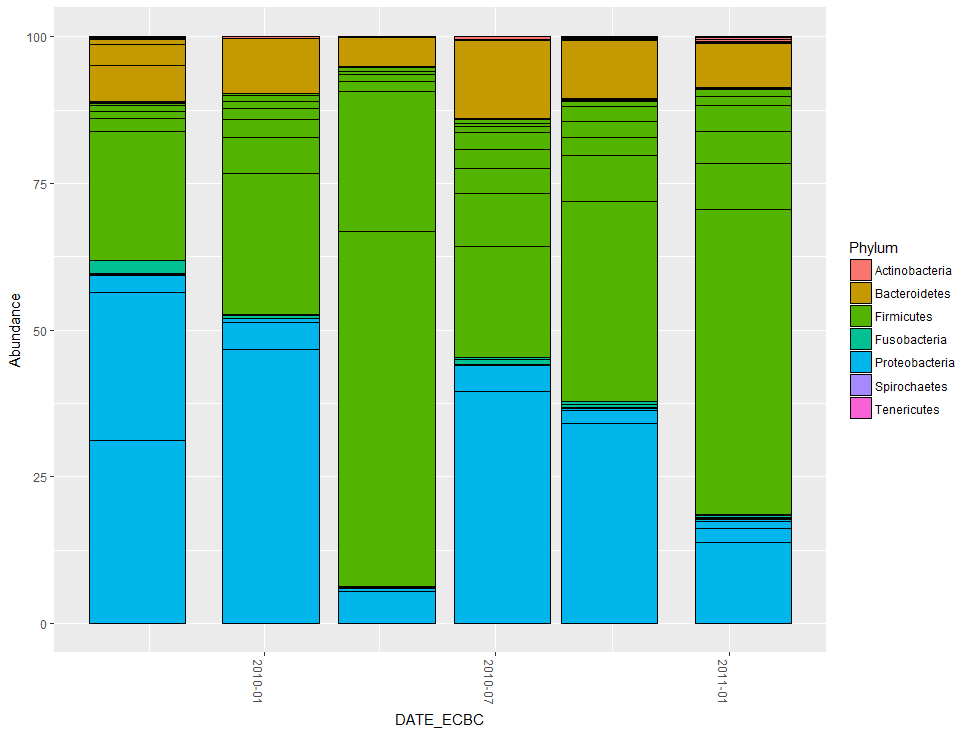 100
75
50
25
0
Abundance
2010-01
2010-07
2011-01
DATE_ECBC
Phylum
Actinobacteria
Bacteroidetes
Firmicutes
Fusobacteria
Proteobacteria
Spirochaetes
Tenericutes